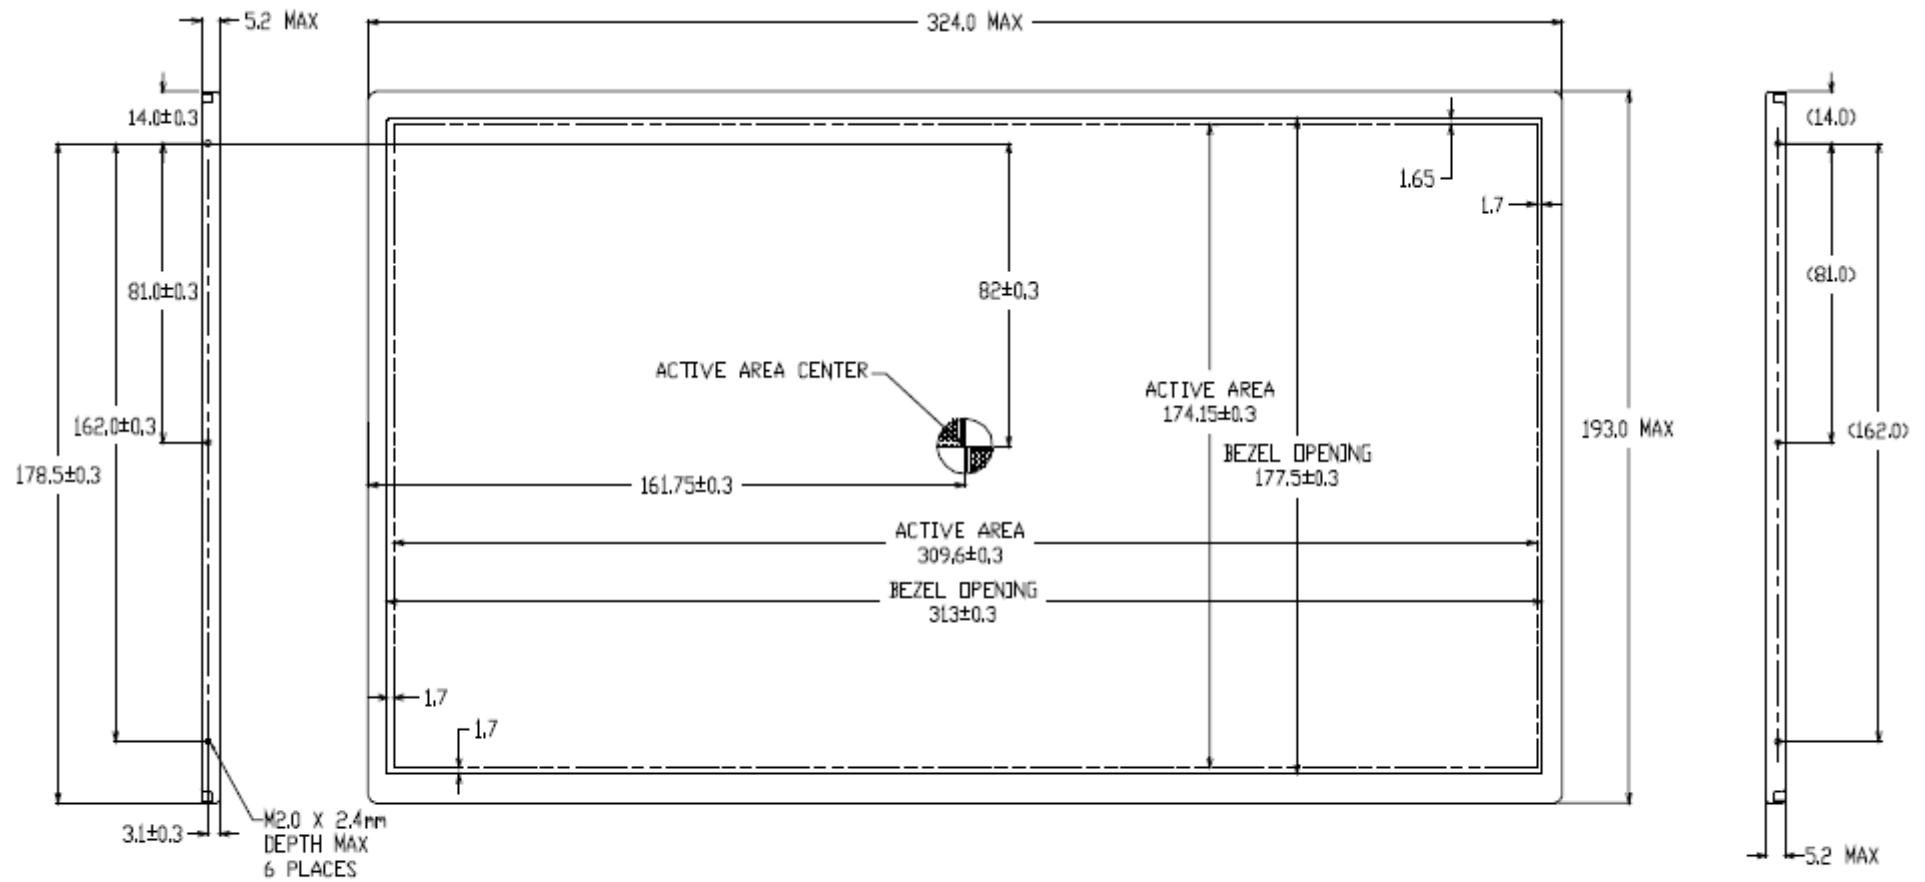 5.2 MAX
324.0 MAX
14.0±0.3
(14.0)
1.65
1.7
81.0±0.3
82±0.3
(81.0)
ACTIVE AREA CENTER
ACTIVE AREA
174.15±0.3
162.0±0.3
193.0 MAX
(162.0)
BEZEL OPENING
177.5±0.3
178.5±0.3
161.75±0.3
ACTIVE AREA
309.6±0.3
BEZEL OPENING
313±0.3
1.7
1.7
M2.0 X 2.4mm
DEPTH MAX
6 PLACES
3.1±0.3
5.2 MAX